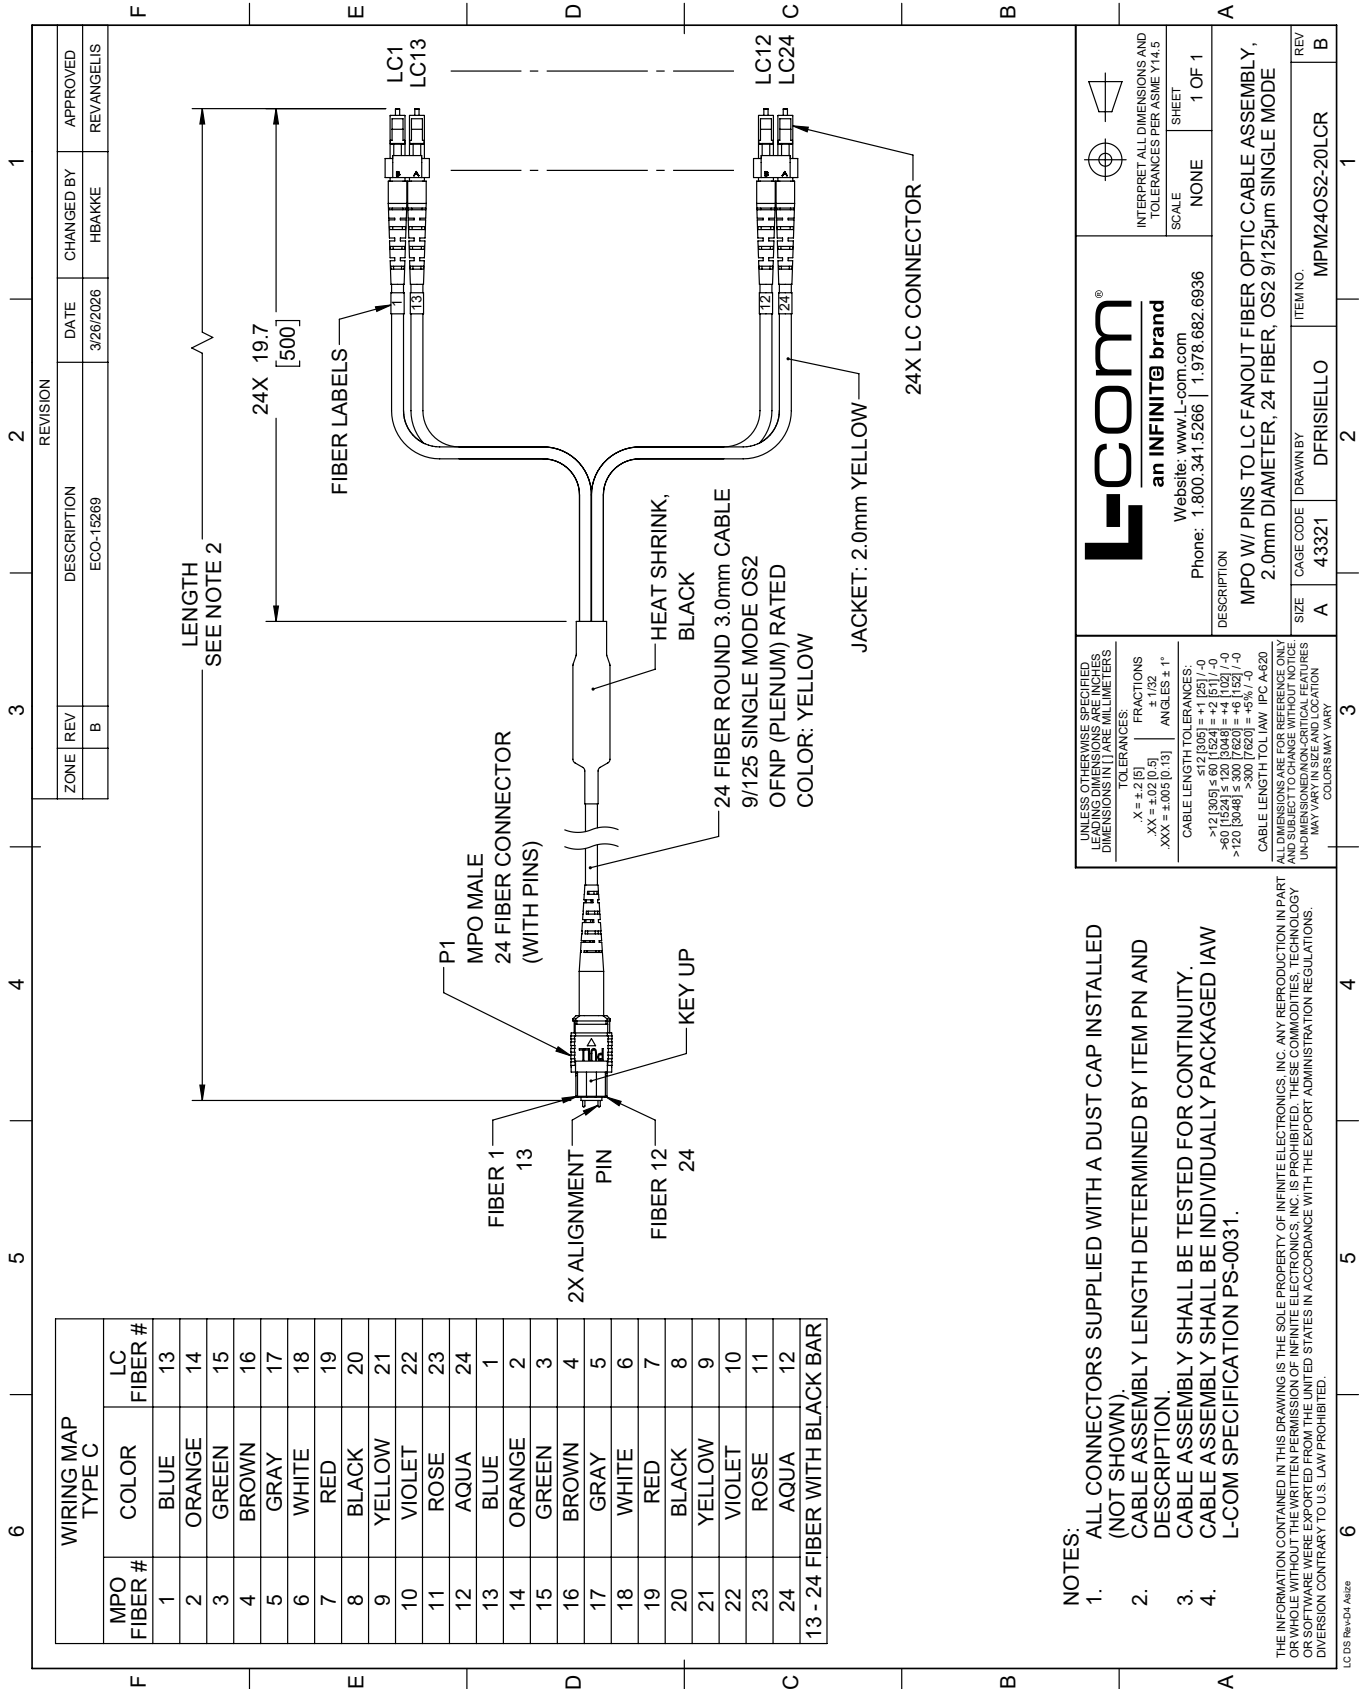 REVISION
ZONE REV DESCRIPTION DATE CHANGED BY APPROVED
B ECO-15269 3/26/2026 HBAKKE REVANGELIS
6 5 4 3 2 1
F
E
D
C
B
A
WIRING MAP
TYPE C
MPO FIBER # COLOR LC FIBER #
1 BLUE 13
2 ORANGE 14
3 GREEN 15
4 BROWN 16
5 GRAY 17
6 WHITE 18
7 RED 19
8 BLACK 20
9 YELLOW 21
10 VIOLET 22
11 ROSE 23
12 AQUA 24
13 BLUE 1
14 ORANGE 2
15 GREEN 3
16 BROWN 4
17 GRAY 5
18 WHITE 6
19 RED 7
20 BLACK 8
21 YELLOW 9
22 VIOLET 10
23 ROSE 11
24 AQUA 12
13 - 24 FIBER WITH BLACK BAR
LENGTH
SEE NOTE 2
24X 19.7
[500]
FIBER LABELS
LC1
LC13
LC12
LC24
1
13
12
24
B
A
B
A
P1
MPO MALE
24 FIBER CONNECTOR
(WITH PINS)
PULL
FIBER 1
13
2X ALIGNMENT
PIN
FIBER 12
24
KEY UP
HEAT SHRINK,
BLACK
24 FIBER ROUND 3.0mm CABLE
9/125 SINGLE MODE OS2
OFNP (PLENUM) RATED
COLOR: YELLOW
JACKET: 2.0mm YELLOW
24X LC CONNECTOR
NOTES:
1. ALL CONNECTORS SUPPLIED WITH A DUST CAP INSTALLED
(NOT SHOWN).
2. CABLE ASSEMBLY LENGTH DETERMINED BY ITEM PN AND
DESCRIPTION.
3. CABLE ASSEMBLY SHALL BE TESTED FOR CONTINUITY.
4. CABLE ASSEMBLY SHALL BE INDIVIDUALLY PACKAGED IAW
L-COM SPECIFICATION PS-0031.
THE INFORMATION CONTAINED IN THIS DRAWING IS THE SOLE PROPERTY OF INFINITE ELECTRONICS, INC. ANY REPRODUCTION IN PART
OR WHOLE WITHOUT THE WRITTEN PERMISSION OF INFINITE ELECTRONICS, INC. IS PROHIBITED. THESE COMMODITIES, TECHNOLOGY
OR SOFTWARE WERE EXPORTED FROM THE UNITED STATES IN ACCORDANCE WITH THE EXPORT ADMINISTRATION REGULATIONS.
DIVERSION CONTRARY TO U.S. LAW PROHIBITED.
UNLESS OTHERWISE SPECIFIED
LEADING DIMENSIONS ARE INCHES
DIMENSIONS IN [ ] ARE MILLIMETERS
TOLERANCES:
.X = ±.2 [5]
.XX = ±.02 [0.5]
.XXX = ±.005 [0.13]
FRACTIONS
± 1/32
ANGLES ± 1°
CABLE LENGTH TOLERANCES:
≤12 [305] = +1 [25] / -0
>12 [305] ≤ 60 [1524] = +2 [51] / -0
>60 [1524] ≤ 120 [3048] = +4 [102] / -0
>120 [3048] ≤ 300 [7620] = +6 [152] / -0
>300 [7620] = +5% / -0
CABLE LENGTH TOL IAW IPC A-620
ALL DIMENSIONS ARE FOR REFERENCE ONLY
AND SUBJECT TO CHANGE WITHOUT NOTICE.
UN-DIMENSIONED/NON-CRITICAL FEATURES
MAY VARY IN SIZE AND LOCATION
COLORS MAY VARY
L-com®
an INFINITe brand
Website: www.L-com.com
Phone: 1.800.341.5266 | 1.978.682.6936
INTERPRET ALL DIMENSIONS AND
TOLERANCES PER ASME Y14.5
SCALE NONE
SHEET 1 OF 1
DESCRIPTION
MPO W/ PINS TO LC FANOUT FIBER OPTIC CABLE ASSEMBLY,
2.0mm DIAMETER, 24 FIBER, OS2 9/125µm SINGLE MODE
SIZE A
CAGE CODE 43321
DRAWN BY DFRISIELLO
ITEM NO. MPM24OS2-20LCR
REV B
LC DS Rev-D4 Asize
6 5 4 3 2 1
F
E
D
C
B
A